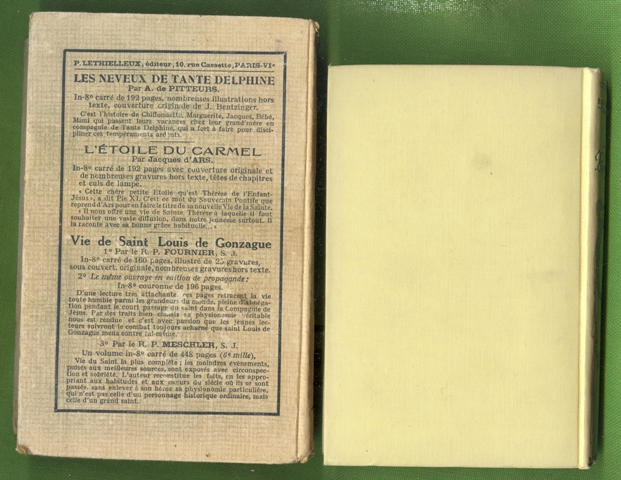 P. LETHIELLEUX, éditeur, 10, rue Cassette, PARIS-VIe
LES NEVEUX DE TANTE DELPHINE
Par A. de PITTEURS.
In-8º carré de 192 pages, nombreuses illustrations hors
texte, couverture originale de J. Bentzinger.
C'est l'histoire de Chiffonnette, Marguerite, Jacques, Bébé,
Mimi qui passent leurs vacances chez leur grand'mère en
compagnie de Tante Delphine, qui a fort à faire pour disci-
pliner ces tempéraments ardents.
L'ÉTOILE DU CARMEL
Par Jacques d'ARS.
In-8º carré de 192 pages avec couverture originale et
de nombreuses gravures hors texte, têtes de chapitres
et culs de lampe.
« Cette chère petite Etoile qu'est Thérèse de l'Enfant-
Jésus », a dit Pie XI. C'est ce mot du Souverain Pontife que
reprend d'Ars pour en faire le titre de sa nouvelle Vie de la Sainte.
« Il nous offre une vie de Sainte Thérèse à laquelle il faut
souhaiter une vaste diffusion, dans notre jeunesse surtout. Il
la raconte avec sa bonne grâce habituelle... »
Vie de Saint Louis de Gonzague
1º Par le R. P. FOURNIER, S. J.
In-8º carré de 160 pages, illustré de 25 gravures,
sous couvert. originale, nombreuses gravures hors texte.
2º Le même ouvrage en édition de propagande:
In-8º couronne de 196 pages.
D'une lecture très attachante, ces pages retracent la vie
toute humble parmi les grandeurs du monde, pleine d'abnéga-
tion pendant le court passage du saint dans la Compagnie de
Jésus. Par des traits bien choisis sa physionomie véritable
nous est rendue et c'est avec passion que les jeunes lec-
teurs suivront le combat toujours acharné que saint Louis de
Gonzague mena contre lui-même.
3º Par le R. P. MESCHLER, S. J.
Un volume in-8º carré de 448 pages (6e mille).
Vie du Saint la plus complète; les moindres événements,
puisés aux meilleures sources, sont exposés avec circonspec-
tion et sobriété. L'auteur reconstitue les faits, en les appro-
priant aux habitudes et aux mœurs du siècle où ils se sont
passés, sans enlever à son héros sa physionomie particulière,
qui n'est pas celle d'un personnage historique ordinaire, mais
celle d'un grand saint.